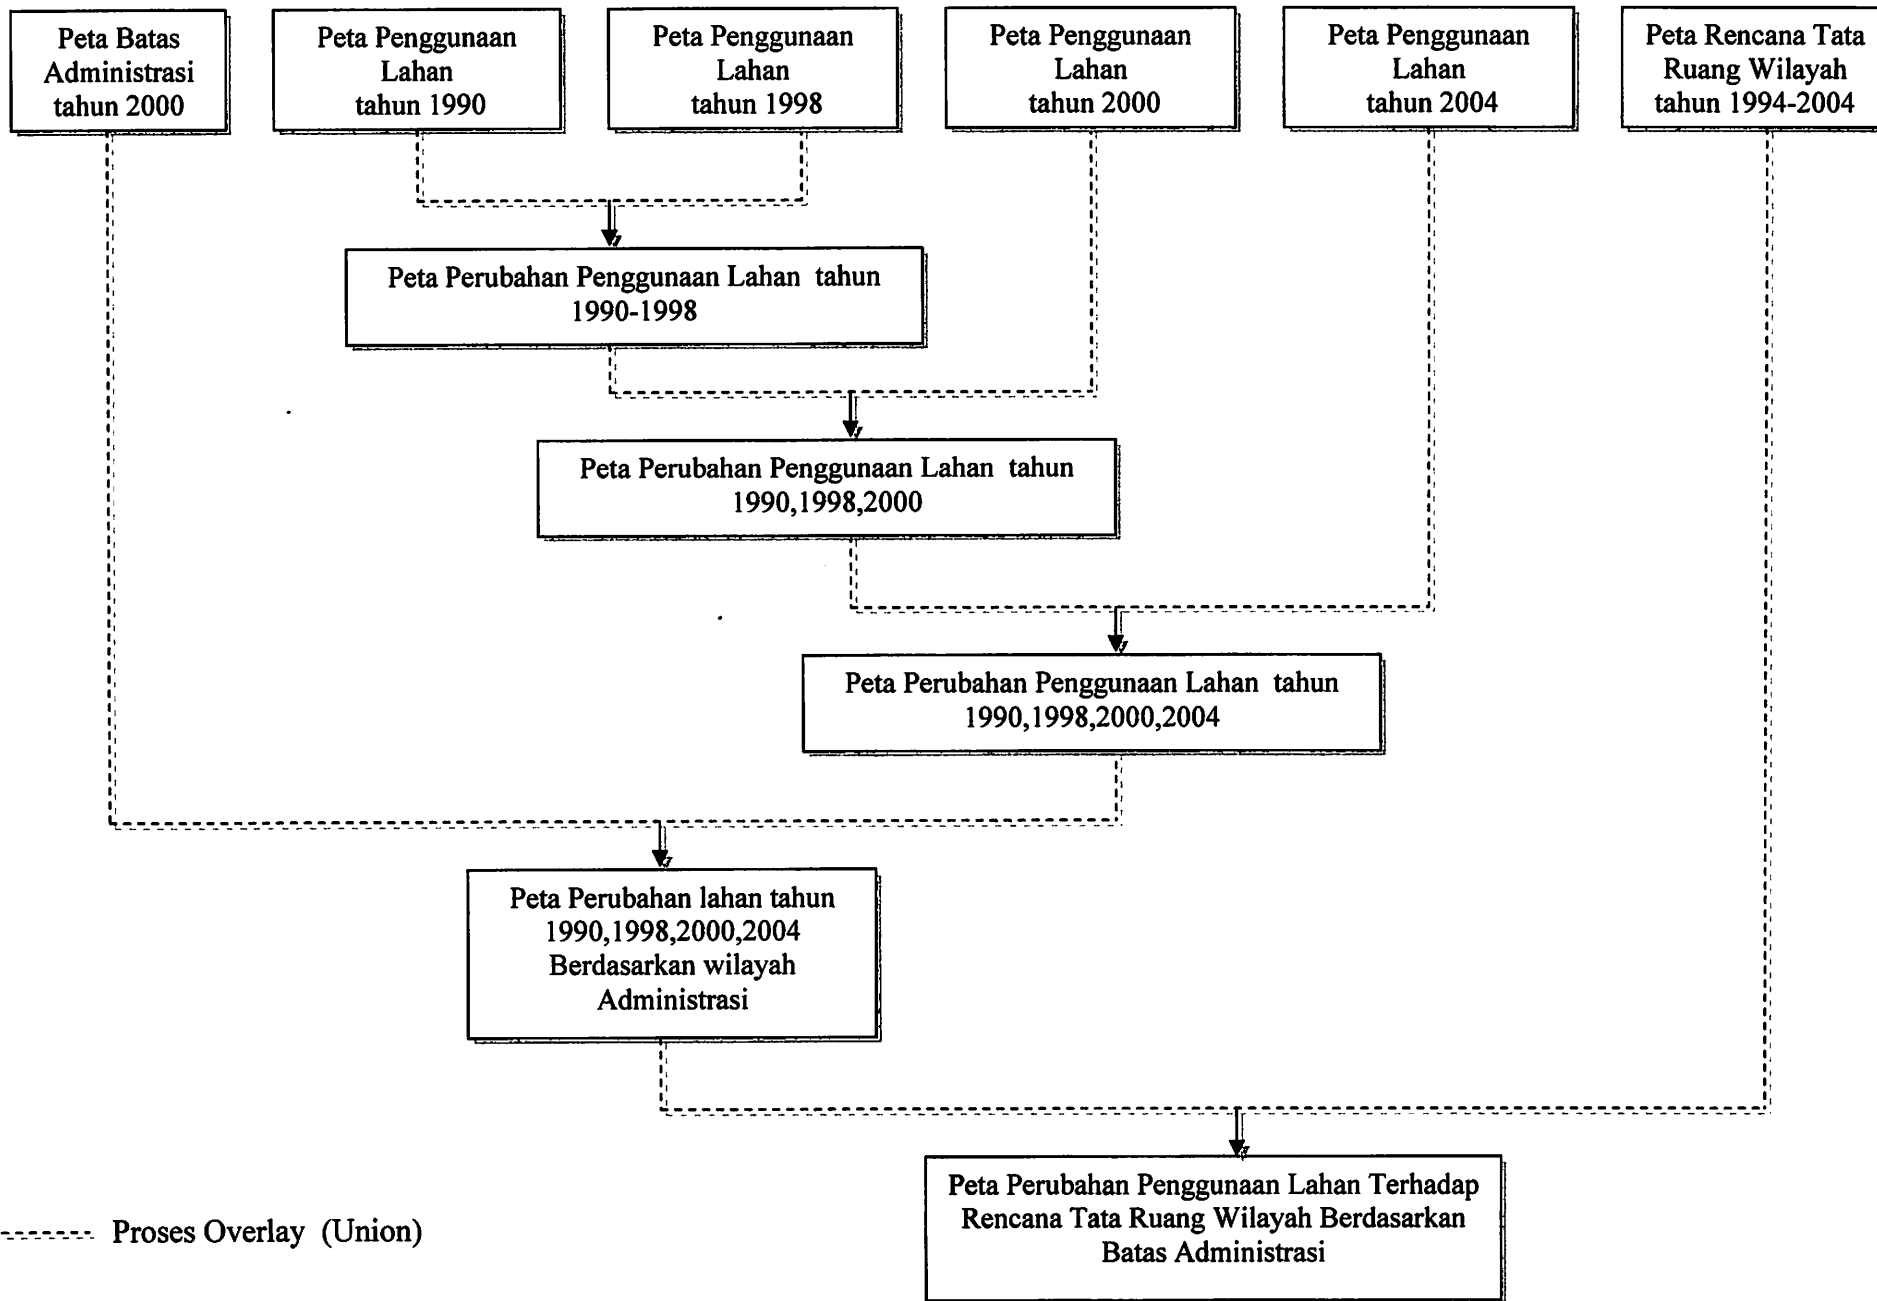 Peta Batas
Administrasi
tahun 2000
Peta Penggunaan
Lahan
tahun 1990
Peta Penggunaan
Lahan
tahun 1998
Peta Penggunaan
Lahan
tahun 2000
Peta Penggunaan
Lahan
tahun 2004
Peta Rencana Tata
Ruang Wilayah
tahun 1994-2004
Peta Perubahan Penggunaan Lahan tahun
1990-1998
Peta Perubahan Penggunaan Lahan tahun
1990,1998,2000
Peta Perubahan Penggunaan Lahan tahun
1990,1998,2000,2004
Peta Perubahan lahan tahun
1990,1998,2000,2004
Berdasarkan wilayah
Administrasi
Peta Perubahan Penggunaan Lahan Terhadap
Rencana Tata Ruang Wilayah Berdasarkan
Batas Administrasi
Proses Overlay (Union)